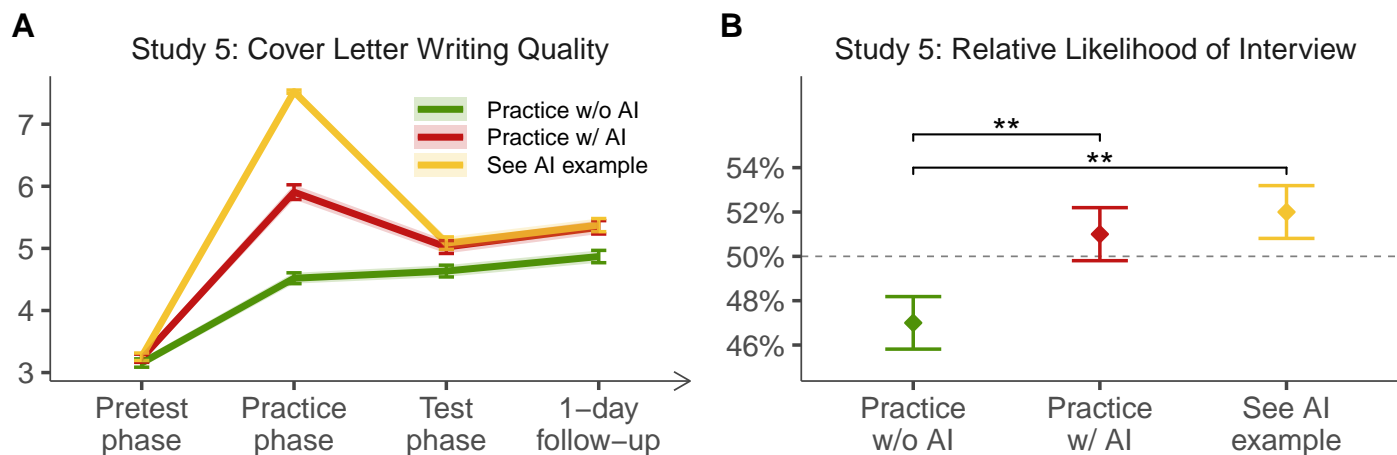 A
Study 5: Cover Letter Writing Quality
7
6
5
4
3
Practice w/o AI
Practice w/ AI
See AI example
Pretest
phase
Practice
phase
Test
phase
1−day
follow−up
B
Study 5: Relative Likelihood of Interview
**
**
54%
52%
50%
48%
46%
Practice
w/o AI
Practice
w/ AI
See AI
example